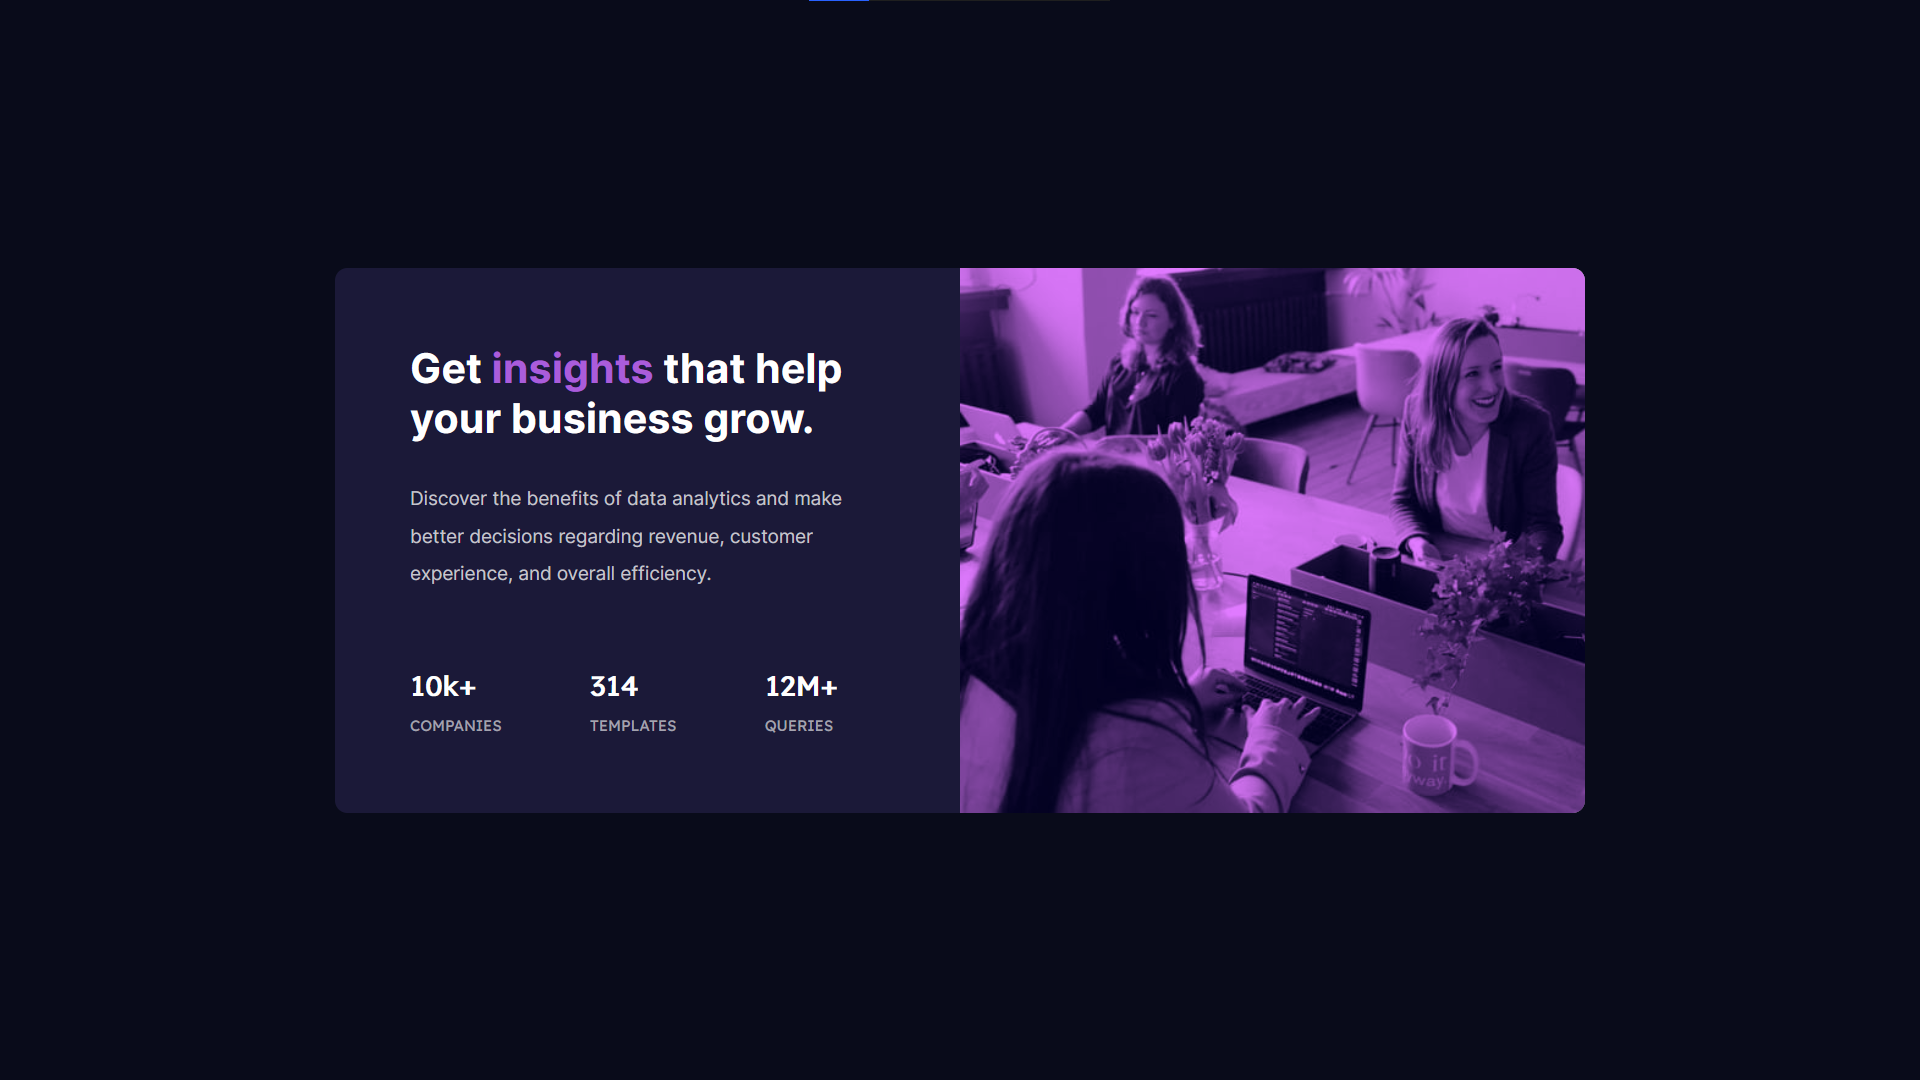 Get insights that help
your business grow.
Discover the benefits of data analytics and make
better decisions regarding revenue, customer
experience, and overall efficiency.
10k+ 314 12M+
COMPANIES TEMPLATES QUERIES
it